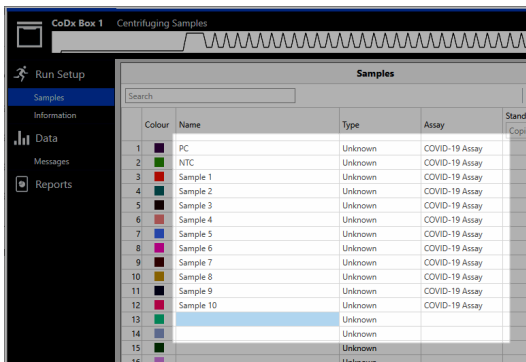 CoDx Box 1 Centrifuging Samples
Run Setup
Samples
Information
Data
Messages
Reports
Samples
Search
Colour Name Type Assay Stand
Copi
1 PC Unknown COVID-19 Assay
2 NTC Unknown COVID-19 Assay
3 Sample 1 Unknown COVID-19 Assay
4 Sample 2 Unknown COVID-19 Assay
5 Sample 3 Unknown COVID-19 Assay
6 Sample 4 Unknown COVID-19 Assay
7 Sample 5 Unknown COVID-19 Assay
8 Sample 6 Unknown COVID-19 Assay
9 Sample 7 Unknown COVID-19 Assay
10 Sample 8 Unknown COVID-19 Assay
11 Sample 9 Unknown COVID-19 Assay
12 Sample 10 Unknown COVID-19 Assay
13 Unknown
14 Unknown
15 Unknown
16 Unknown